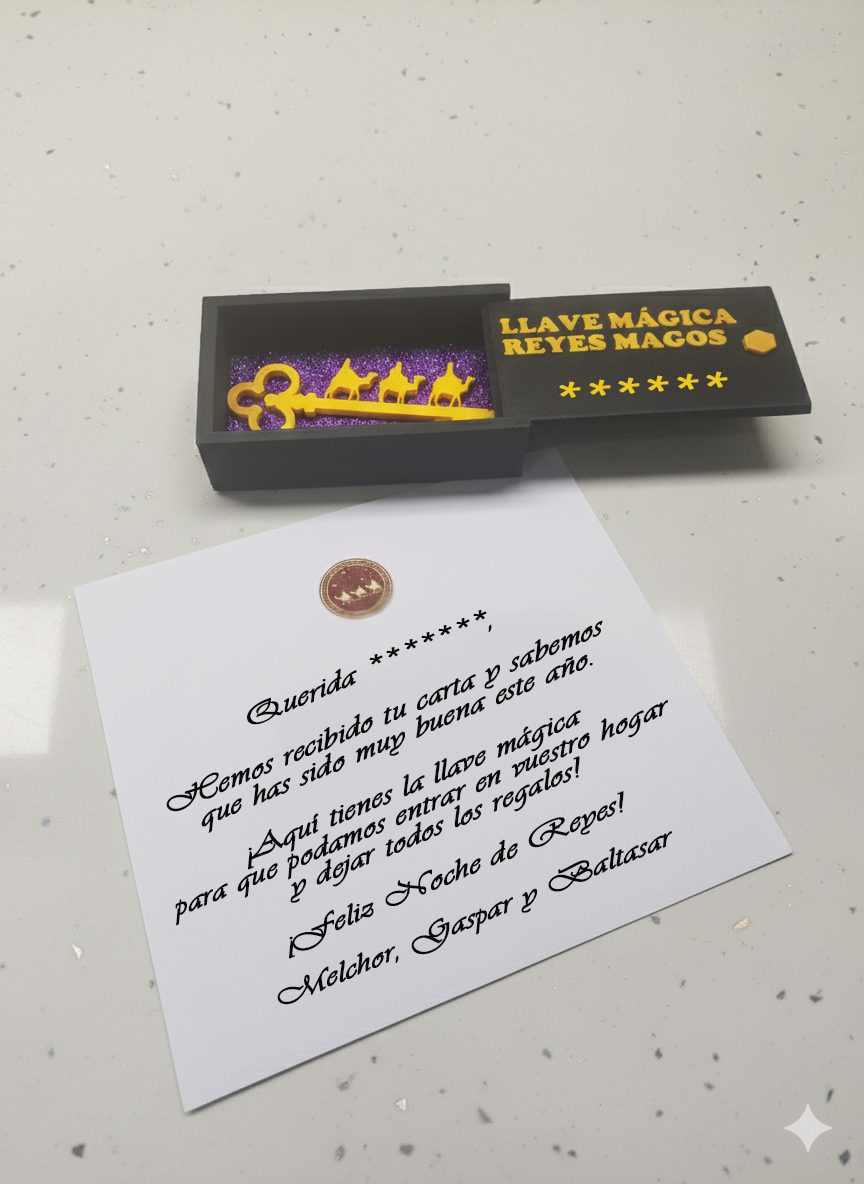 LLAVE MÁGICA
REYES MAGOS
******
Querida *******,
Hemos recibido tu carta y sabemos
que has sido muy buena este año.
¡Aquí tienes la llave mágica
para que podamos entrar en vuestro hogar
y dejar todos los regalos!
¡Feliz Noche de Reyes!
Melchor, Gaspar y Baltasar